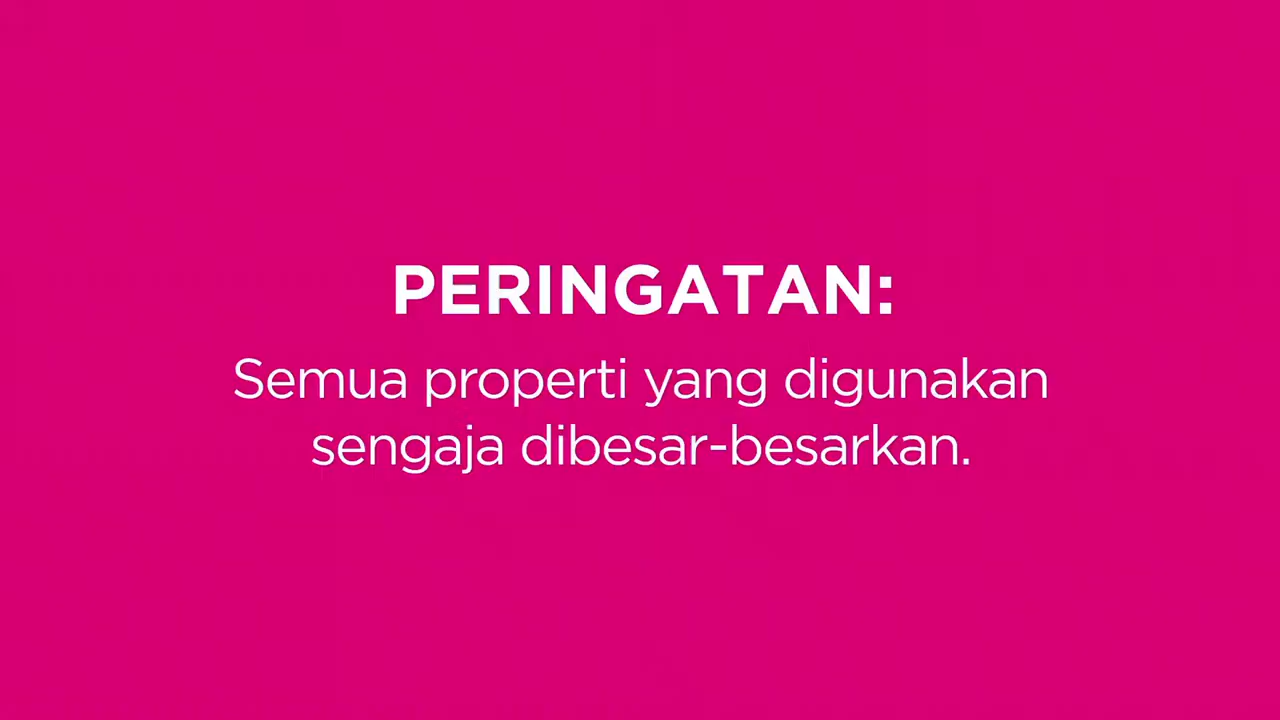 PERINGATAN:
Semua properti yang digunakan
sengaja dibesar-besarkan.